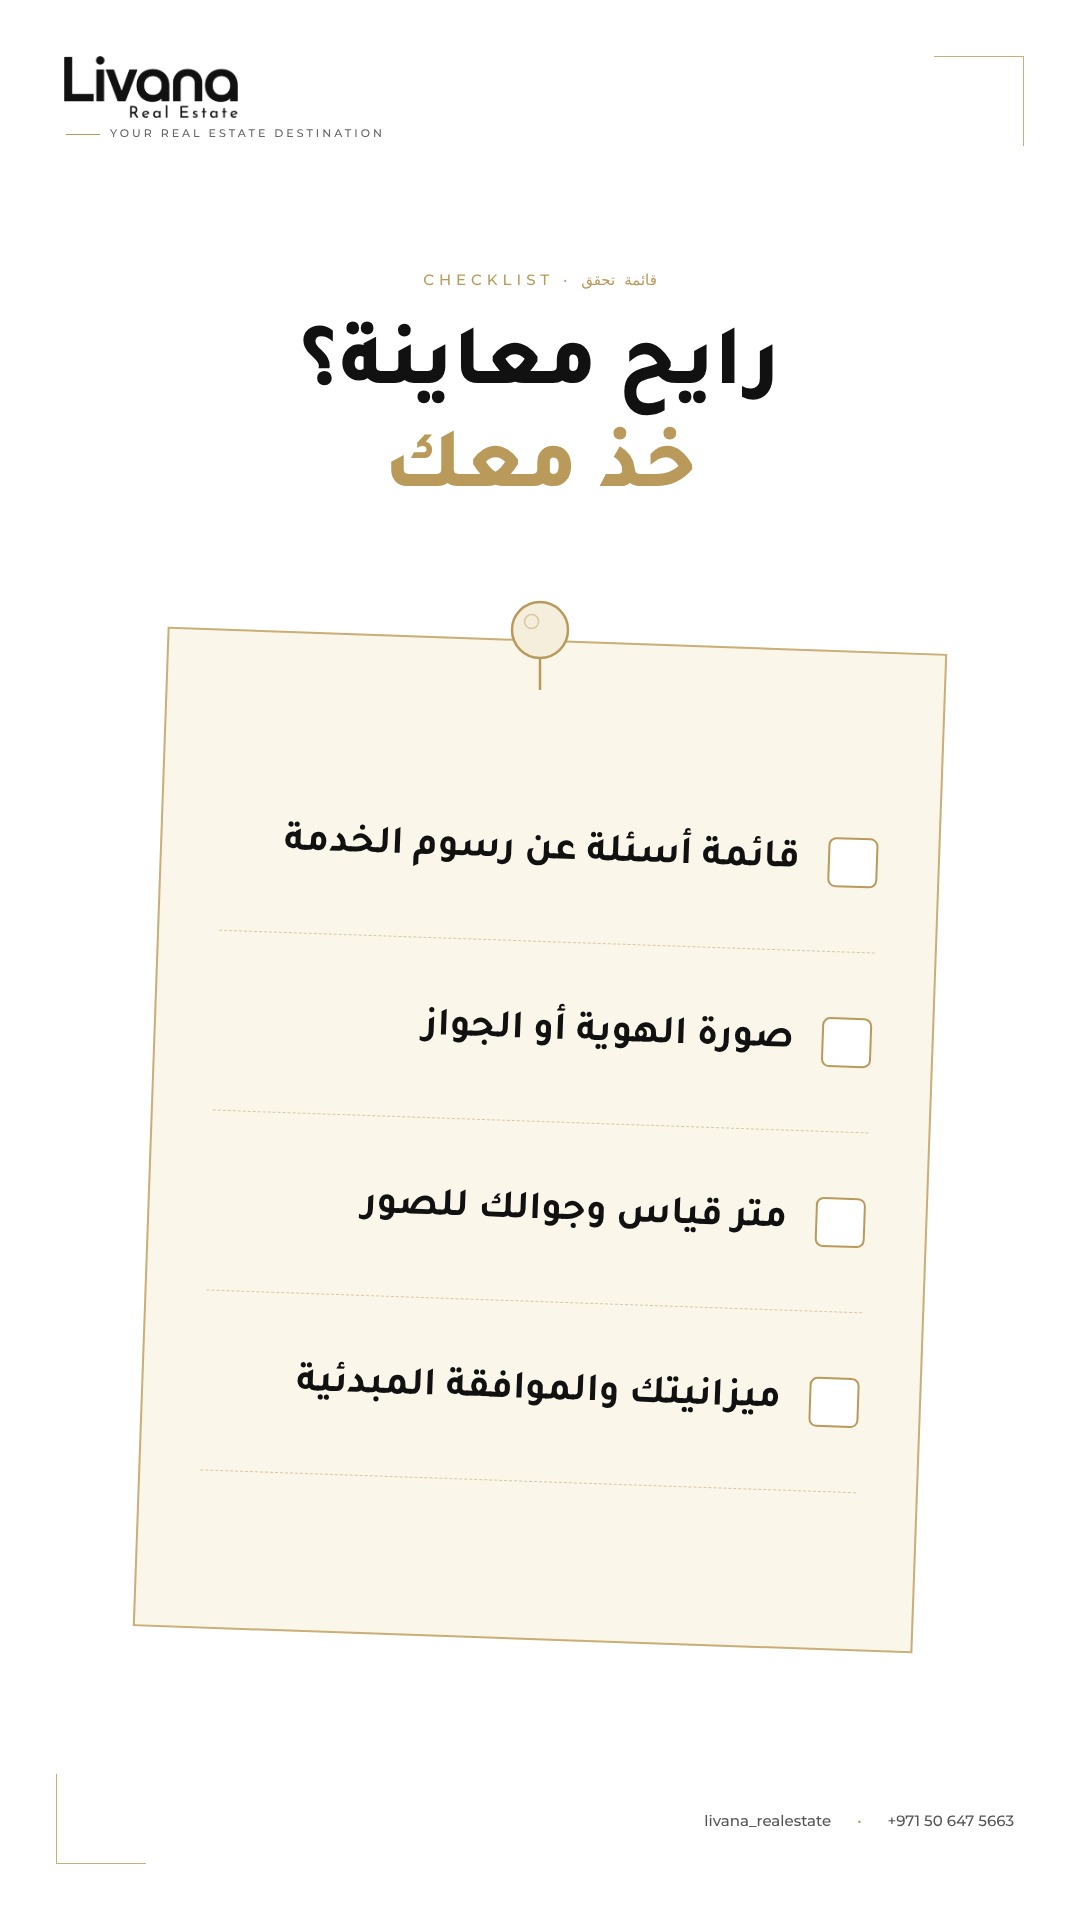 Livana
Real Estate
YOUR REAL ESTATE DESTINATION
CHECKLIST · قائمة تحقق
رايح معاينة؟
خذ معك
قائمة أسئلة عن رسوم الخدمة
صورة الهوية أو الجواز
متر قياس وجوالك للصور
ميزانيتك والموافقة المبدئية
livana_realestate · +971 50 647 5663